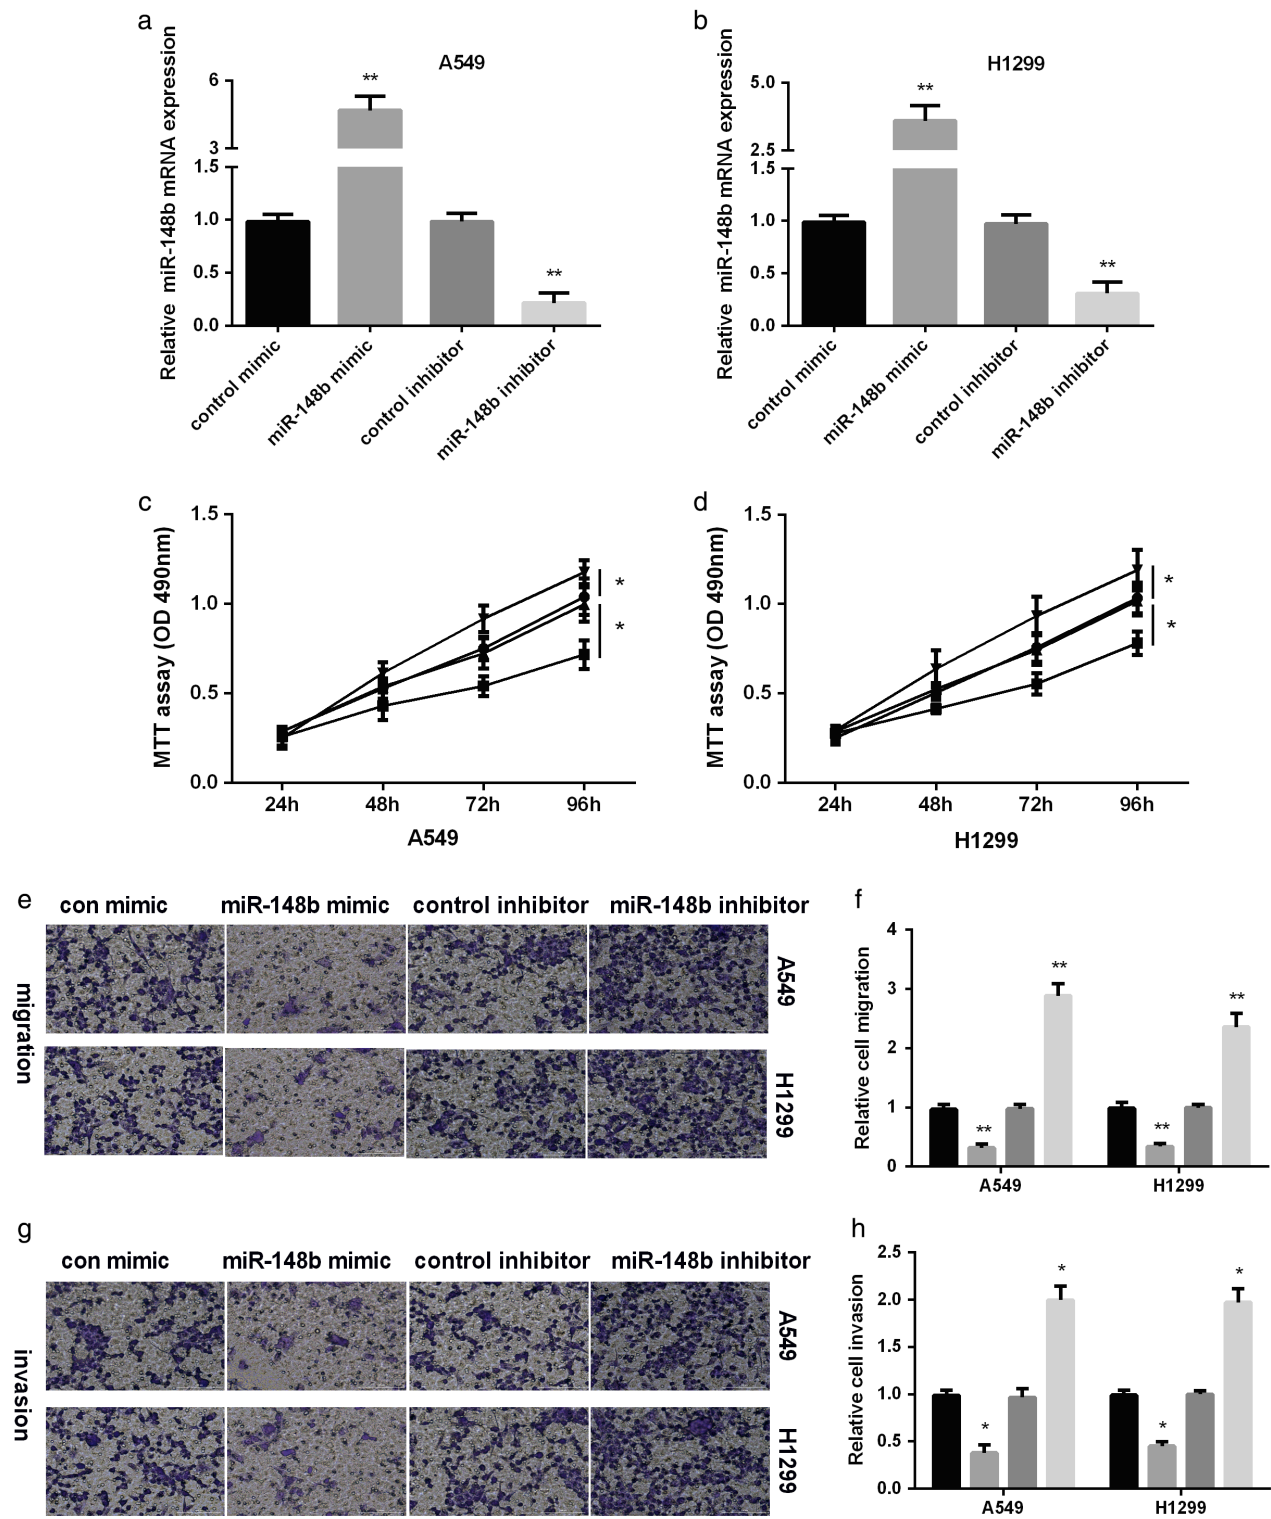 a
A549
Relative miR-148b mRNA expression
6
3
1.5
1.0
0.5
0.0
**
**
control mimic
miR-148b mimic
control inhibitor
miR-148b inhibitor
b
H1299
Relative miR-148b mRNA expression
5.0
2.5
1.5
1.0
0.5
0.0
**
**
control mimic
miR-148b mimic
control inhibitor
miR-148b inhibitor
c
MTT assay (OD 490nm)
1.5
1.0
0.5
0.0
*
*
24h 48h 72h 96h
A549
d
MTT assay (OD 490nm)
1.5
1.0
0.5
0.0
*
*
24h 48h 72h 96h
H1299
e
con mimic miR-148b mimic control inhibitor miR-148b inhibitor
migration
A549
H1299
f
Relative cell migration
4
3
2
1
0
**
**
**
**
A549 H1299
g
con mimic miR-148b mimic control inhibitor miR-148b inhibitor
invasion
A549
H1299
h
Relative cell invasion
2.5
2.0
1.5
1.0
0.5
0.0
*
*
*
*
A549 H1299